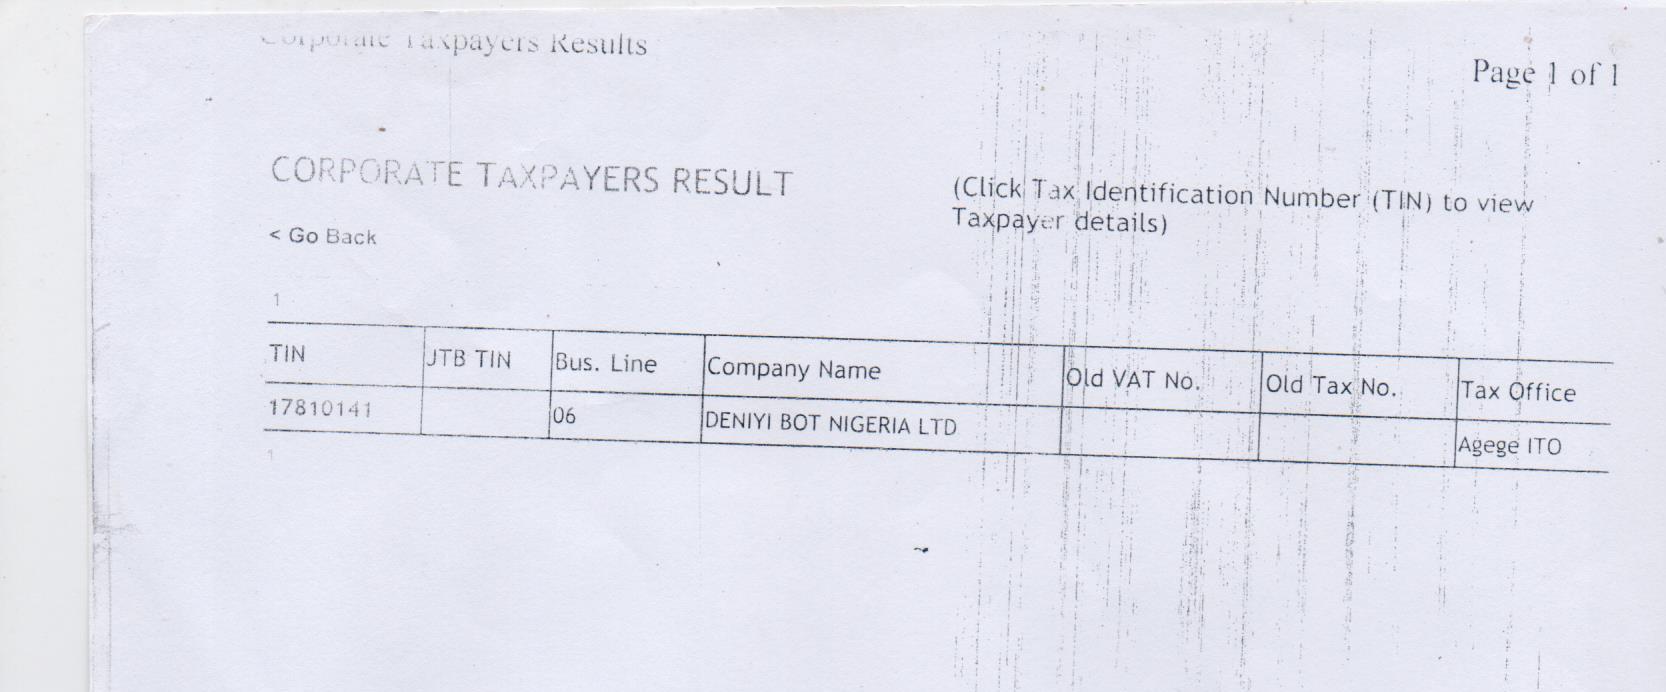 Corporate Taxpayers Results
Page 1 of 1
CORPORATE TAXPAYERS RESULT
(Click Tax Identification Number (TIN) to view
Taxpayer details)
< Go Back
1
TIN JTB TIN Bus. Line Company Name Old VAT No. Old Tax No. Tax Office
17810141 06 DENIYI BOT NIGERIA LTD Agege ITO
1